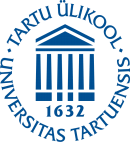 TARTU ÜLIKOOL
1632
UNIVERSITAS TARTUENSIS